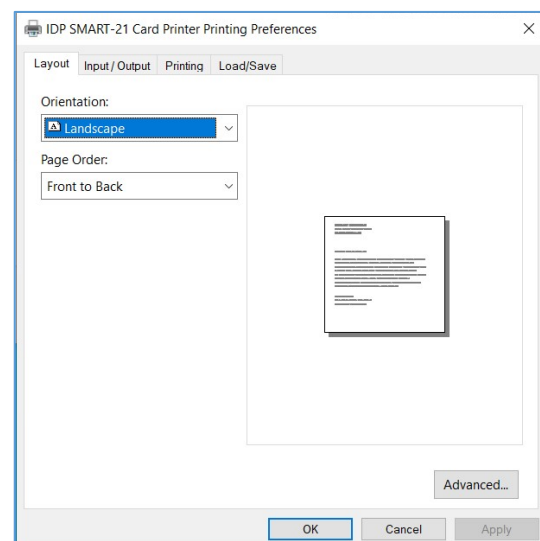 IDP SMART-21 Card Printer Printing Preferences
Layout Input / Output Printing Load/Save
Orientation:
Landscape
Page Order:
Front to Back
Advanced...
OK Cancel Apply